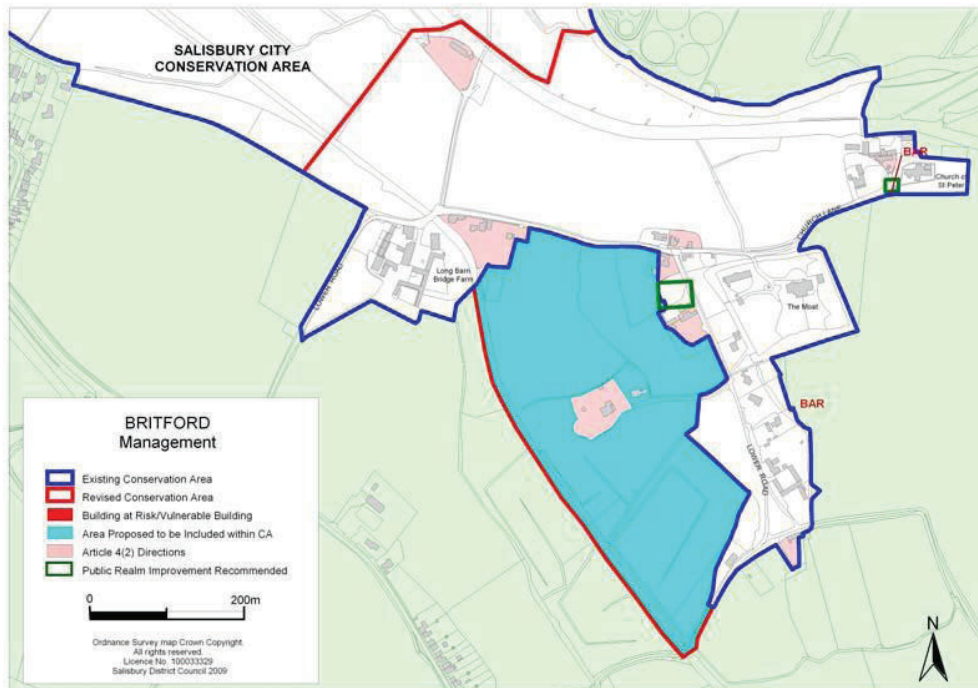 SALISBURY CITY
CONSERVATION AREA
BAR
Church of
St Peter
CHURCH LANE
LOWER ROAD
Long Barn
Bridge Farm
The Moat
BAR
LOWER ROAD
BRITFORD
Management
Existing Conservation Area
Revised Conservation Area
Building at Risk/Vulnerable Building
Area Proposed to be Included within CA
Article 4(2) Directions
Public Realm Improvement Recommended
0 200m
Ordnance Survey map Crown Copyright.
All rights reserved.
Licence No. 100033329
Salisbury District Council 2009
N